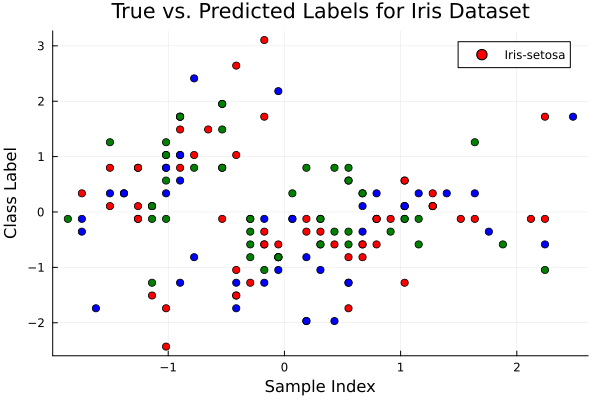 True vs. Predicted Labels for Iris Dataset
Iris-setosa
Class Label
3
2
1
0
−1
−2
−1
0
1
2
Sample Index